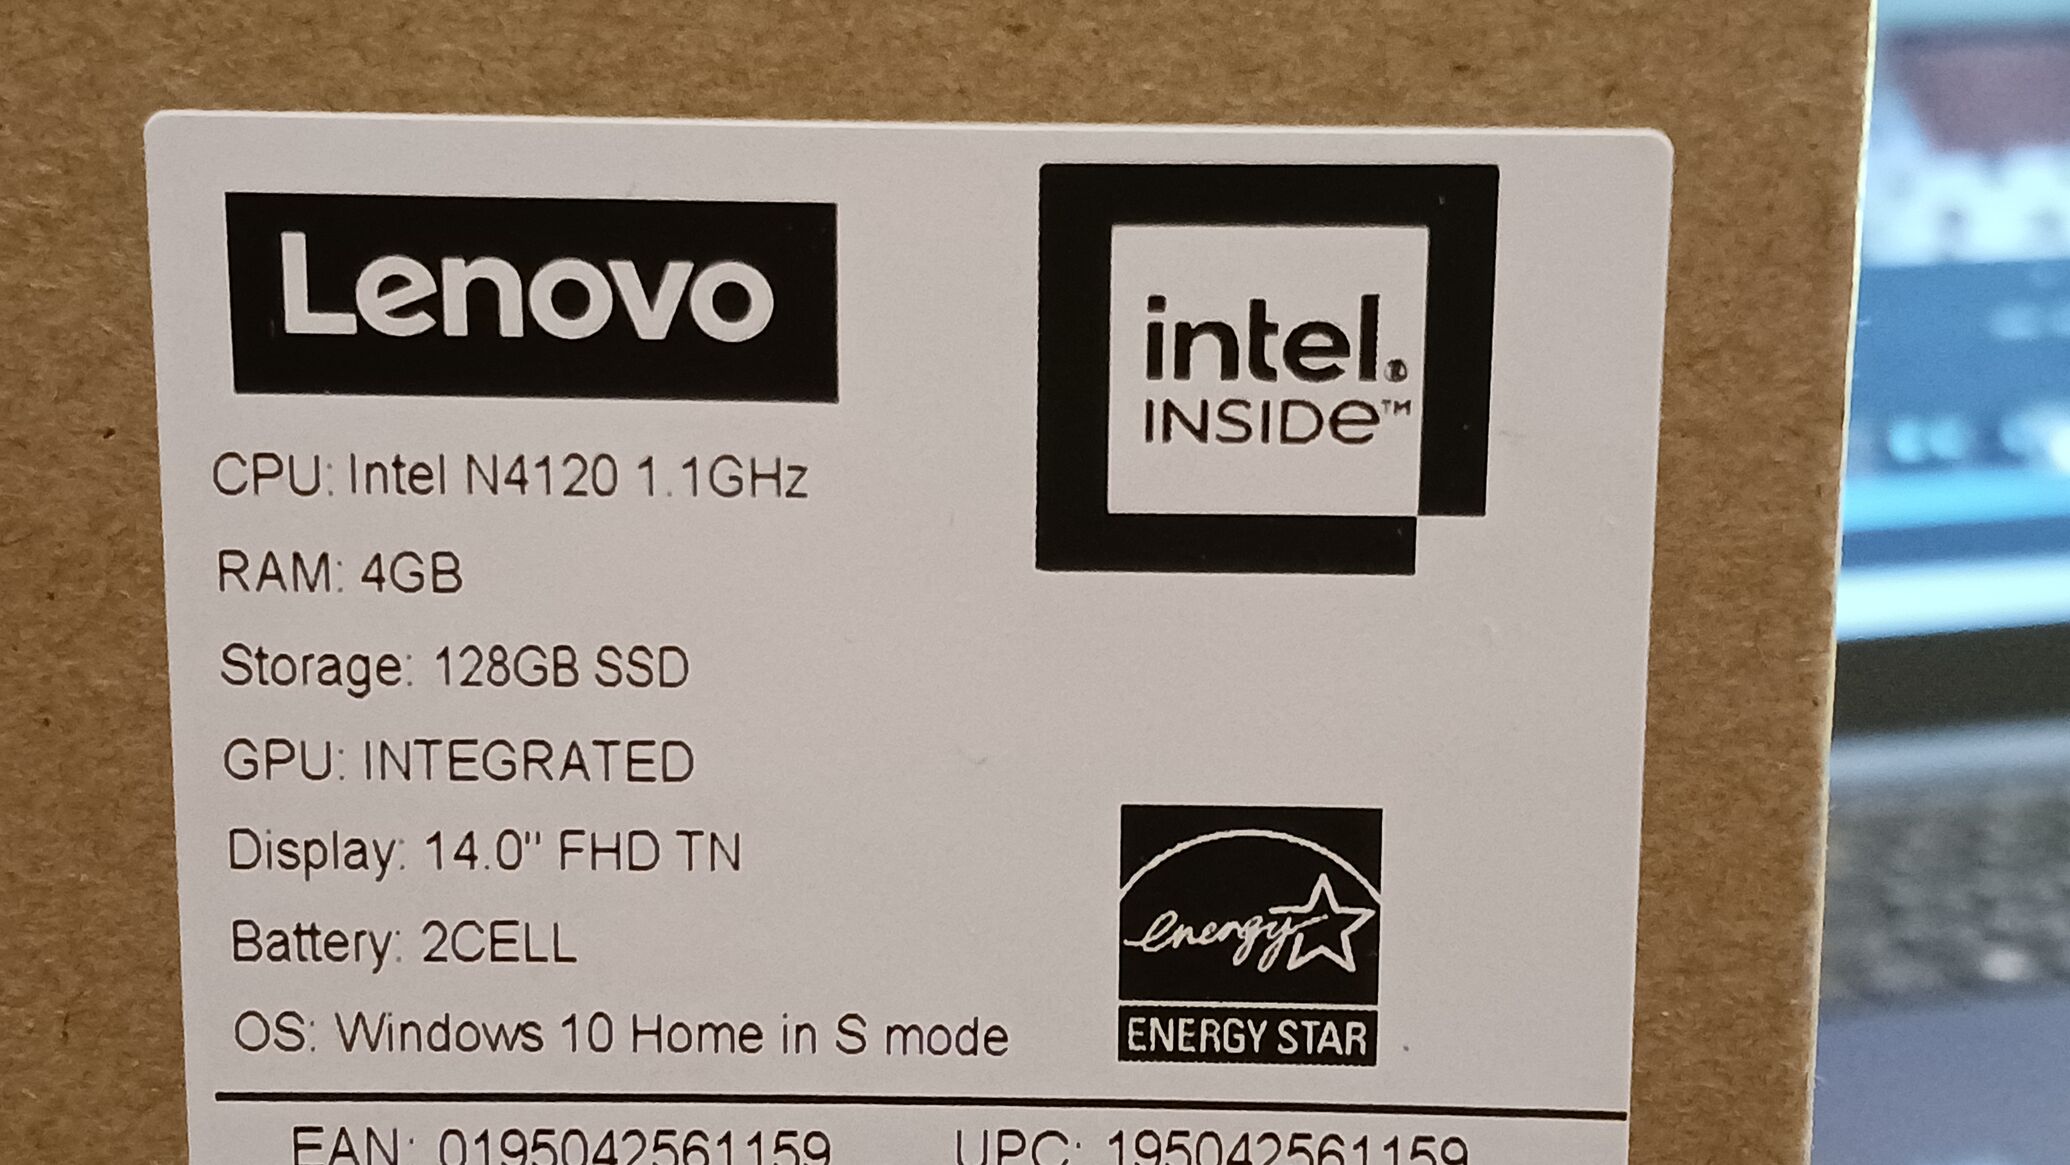 Lenovo
intel®
INSIDE™
CPU: Intel N4120 1.1GHz
RAM: 4GB
Storage: 128GB SSD
GPU: INTEGRATED
Display: 14.0" FHD TN
Battery: 2CELL
OS: Windows 10 Home in S mode
energy
ENERGY STAR
EAN: 0195042561159 UPC: 195042561159